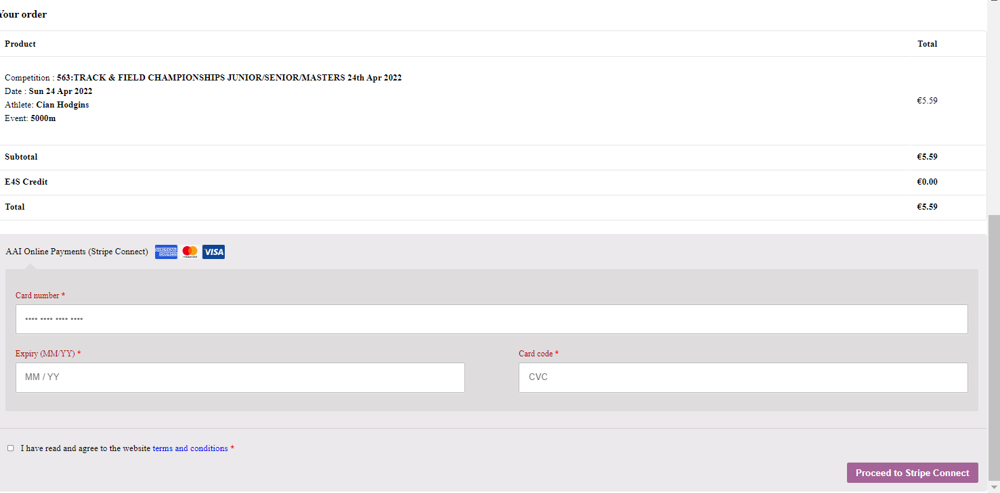 Your order
Product Total
Competition : 563:TRACK & FIELD CHAMPIONSHIPS JUNIOR/SENIOR/MASTERS 24th Apr 2022
Date : Sun 24 Apr 2022
Athlete: Cian Hodgins
Event: 5000m
€5.59
Subtotal €5.59
E4S Credit €0.00
Total €5.59
AAI Online Payments (Stripe Connect) AMERICAN EXPRESS mastercard VISA
Card number *
•••• •••• •••• ••••
Expiry (MM/YY) * Card code *
MM / YY CVC
I have read and agree to the website terms and conditions *
Proceed to Stripe Connect